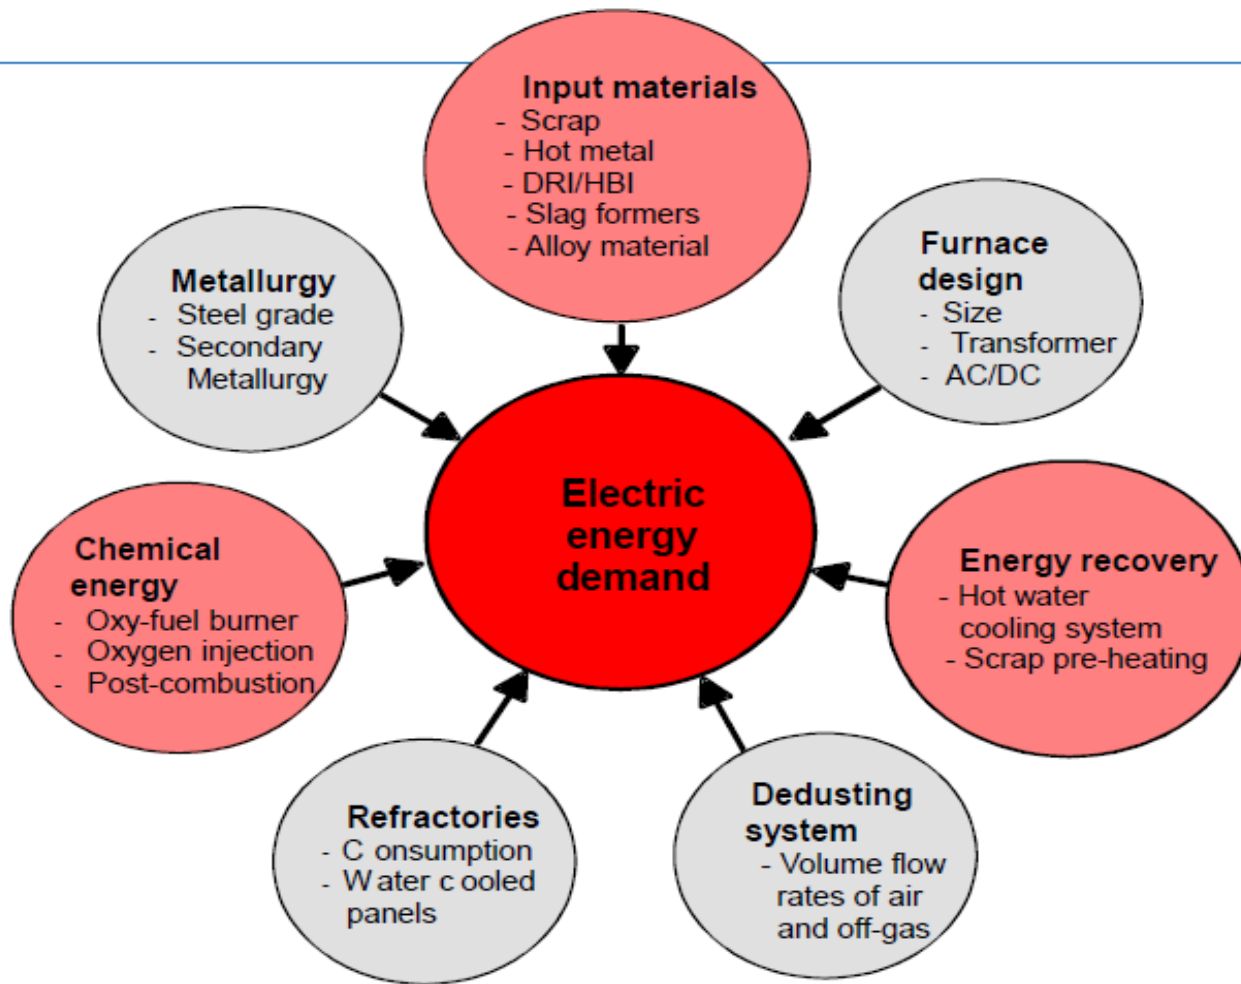 Input materials
- Scrap
- Hot metal
- DRI/HBI
- Slag formers
- Alloy material
Furnace
design
- Size
- Transformer
- AC/DC
Metallurgy
- Steel grade
- Secondary
Metallurgy
Electric
energy
demand
Chemical
energy
- Oxy-fuel burner
- Oxygen injection
- Post-combustion
Energy recovery
- Hot water
cooling system
- Scrap pre-heating
Refractories
- C onsumption
- Water c ooled
panels
Dedusting
system
- Volume flow
rates of air
and off-gas